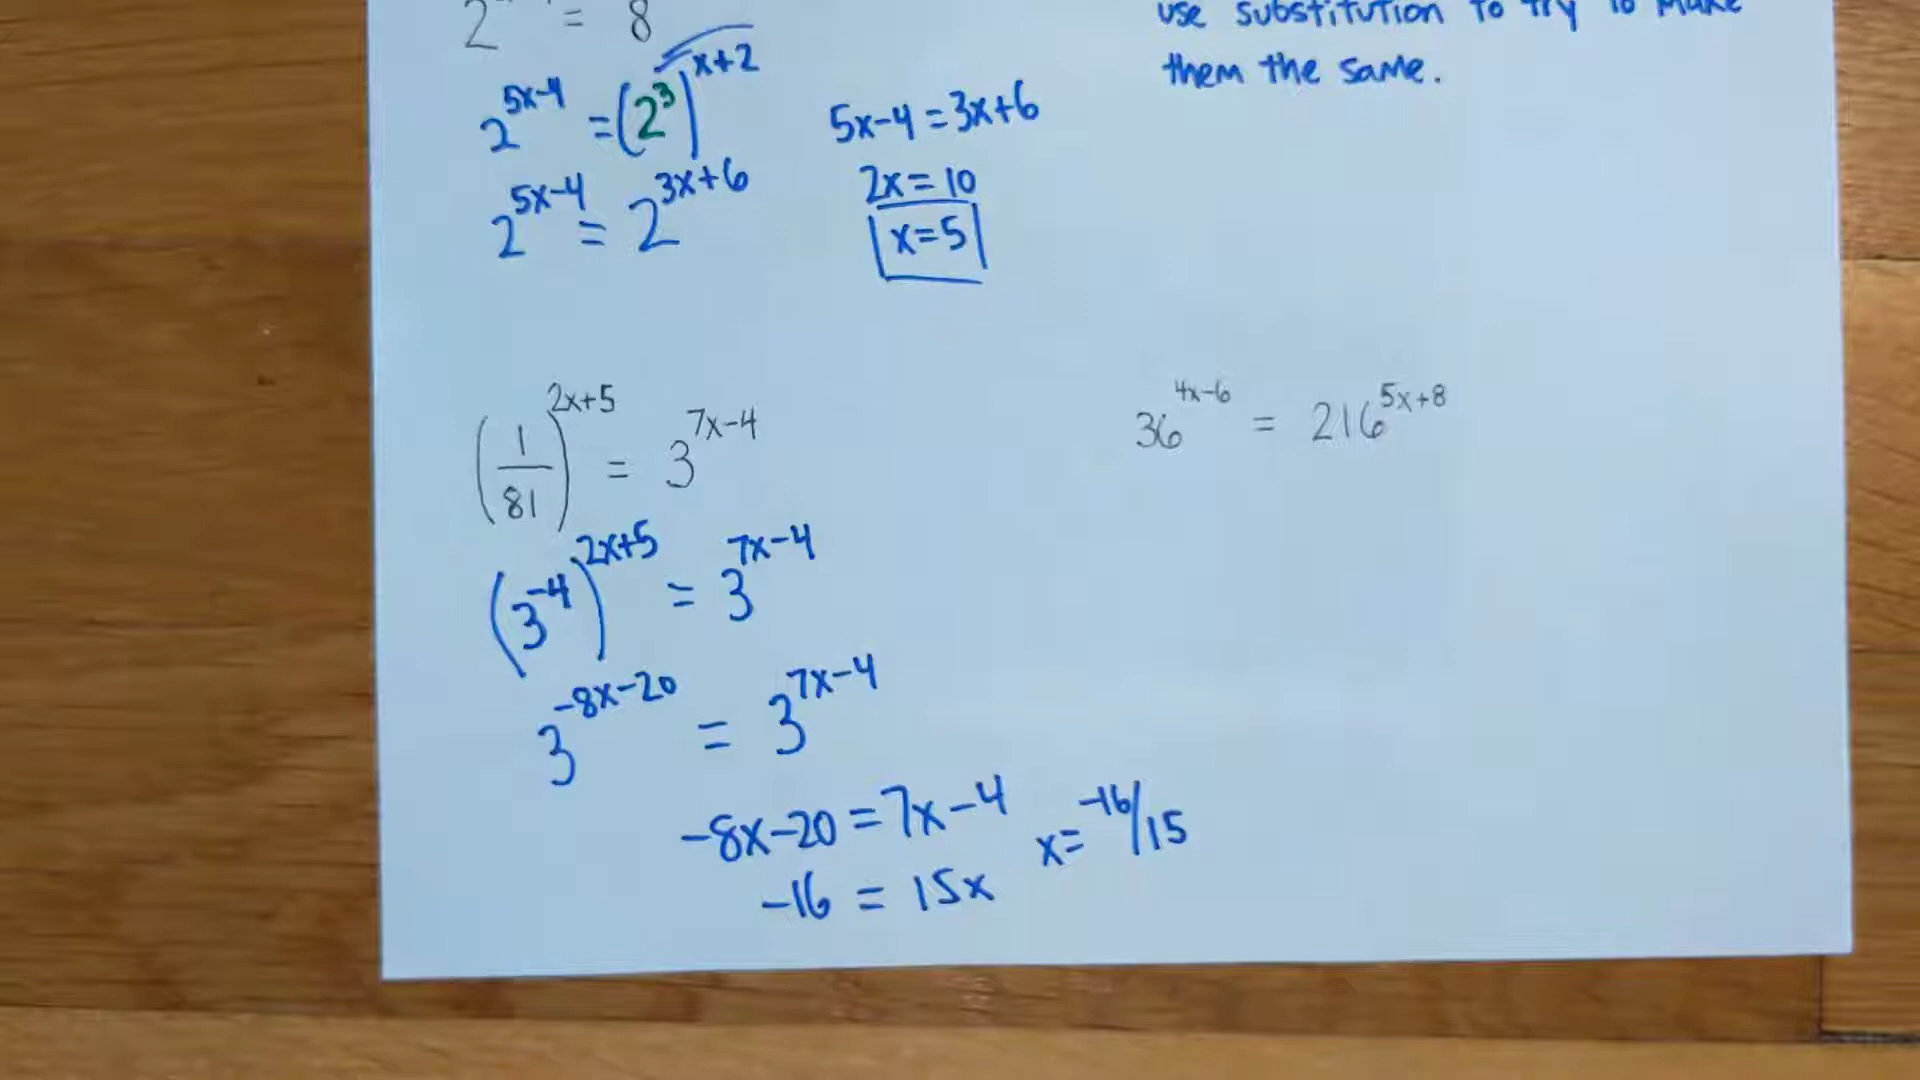 2 = 8
use substitution to try to make
them the same.
2^{5x-4} = (2^3)^{x+2}
5x-4=3x+6
2^{5x-4} = 2^{3x+6}
2x=10
x=5
(1/81)^{2x+5} = 3^{7x-4}
36^{4x-6} = 216^{5x+8}
(3^{-4})^{2x+5} = 3^{7x-4}
3^{-8x-20} = 3^{7x-4}
-8x-20=7x-4
x=-16/15
-16 = 15x